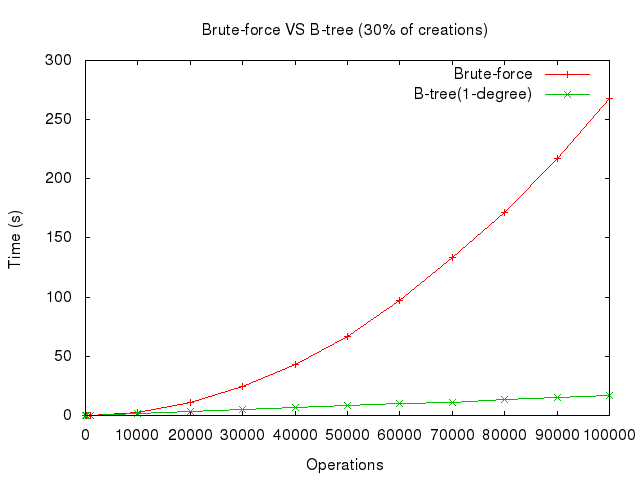 Brute-force VS B-tree (30% of creations)
300
250
200
150
100
50
0
Time (s)
Brute-force
B-tree(1-degree)
0 10000 20000 30000 40000 50000 60000 70000 80000 90000 100000
Operations